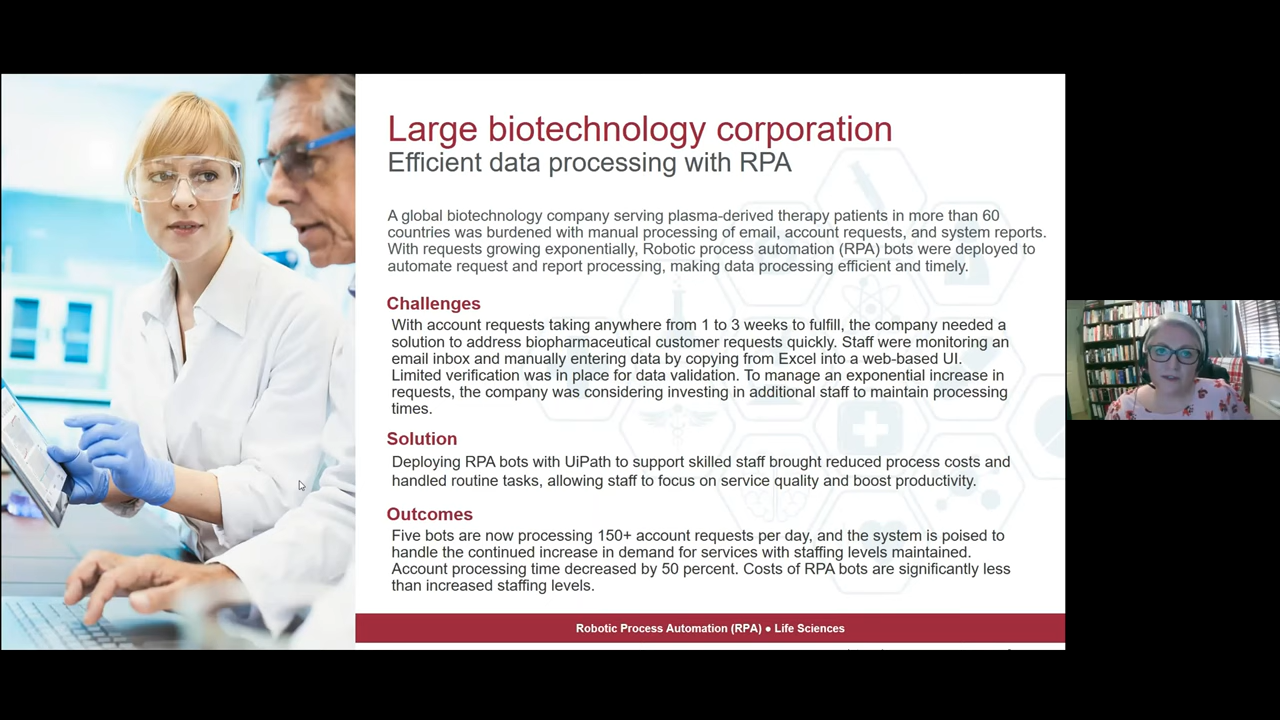 Large biotechnology corporation
Efficient data processing with RPA
A global biotechnology company serving plasma-derived therapy patients in more than 60
countries was burdened with manual processing of email, account requests, and system reports.
With requests growing exponentially, Robotic process automation (RPA) bots were deployed to
automate request and report processing, making data processing efficient and timely.
Challenges
With account requests taking anywhere from 1 to 3 weeks to fulfill, the company needed a
solution to address biopharmaceutical customer requests quickly. Staff were monitoring an
email inbox and manually entering data by copying from Excel into a web-based UI.
Limited verification was in place for data validation. To manage an exponential increase in
requests, the company was considering investing in additional staff to maintain processing
times.
Solution
Deploying RPA bots with UiPath to support skilled staff brought reduced process costs and
handled routine tasks, allowing staff to focus on service quality and boost productivity.
Outcomes
Five bots are now processing 150+ account requests per day, and the system is poised to
handle the continued increase in demand for services with staffing levels maintained.
Account processing time decreased by 50 percent. Costs of RPA bots are significantly less
than increased staffing levels.
Robotic Process Automation (RPA) ● Life Sciences